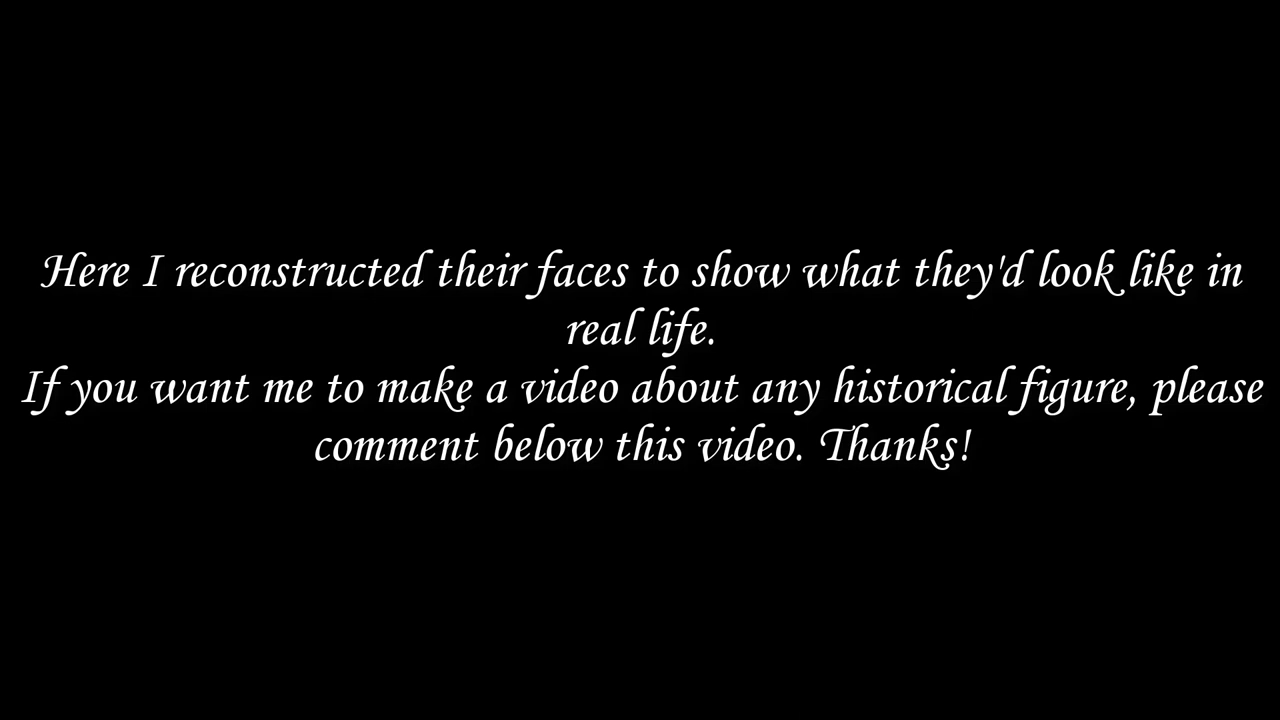 Here I reconstructed their faces to show what they'd look like in
real life.
If you want me to make a video about any historical figure, please
comment below this video. Thanks!